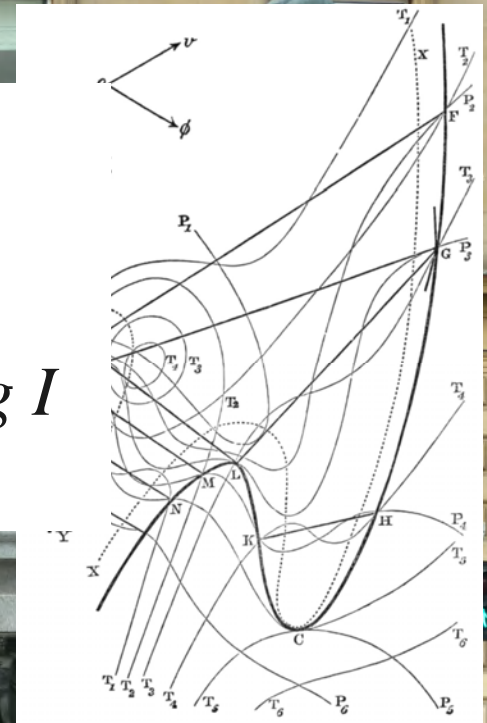 T₁
v
X
T₂
P₂
F
ϕ
T₃
P₁
G P₃
T₄ T₃
g I
T₂
T₄
L
M
N
H
P₄
K
Y
T₅
X
C
T₆
T₁ T₂ T₃ T₄ T₅ T₆ P₆ P₅